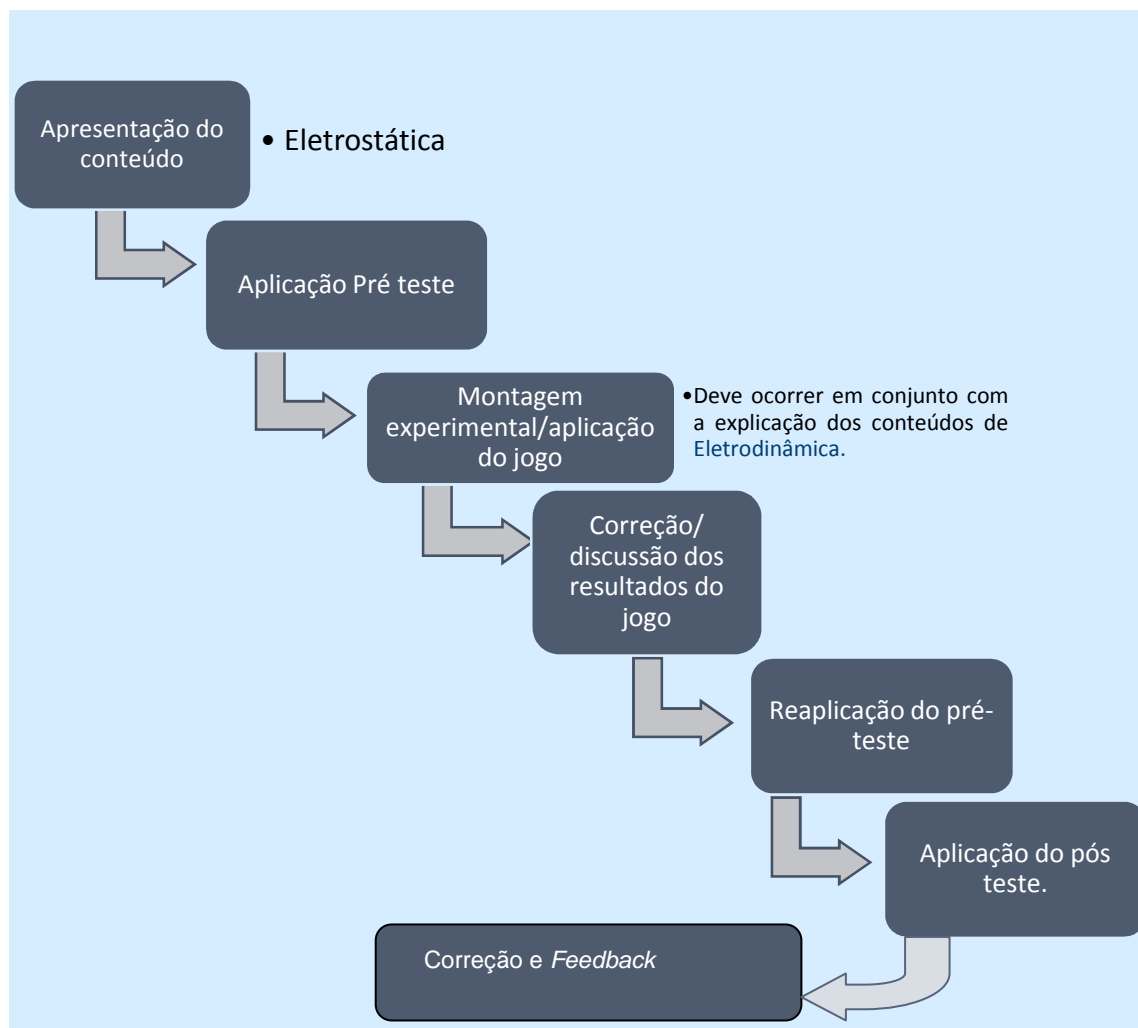 Apresentação do
conteúdo
• Eletrostática
Aplicação Pré teste
Montagem
experimental/aplicação
do jogo
•Deve ocorrer em conjunto com
a explicação dos conteúdos de
Eletrodinâmica.
Correção/
discussão dos
resultados do
jogo
Reaplicação do pré-
teste
Aplicação do pós
teste.
Correção e Feedback